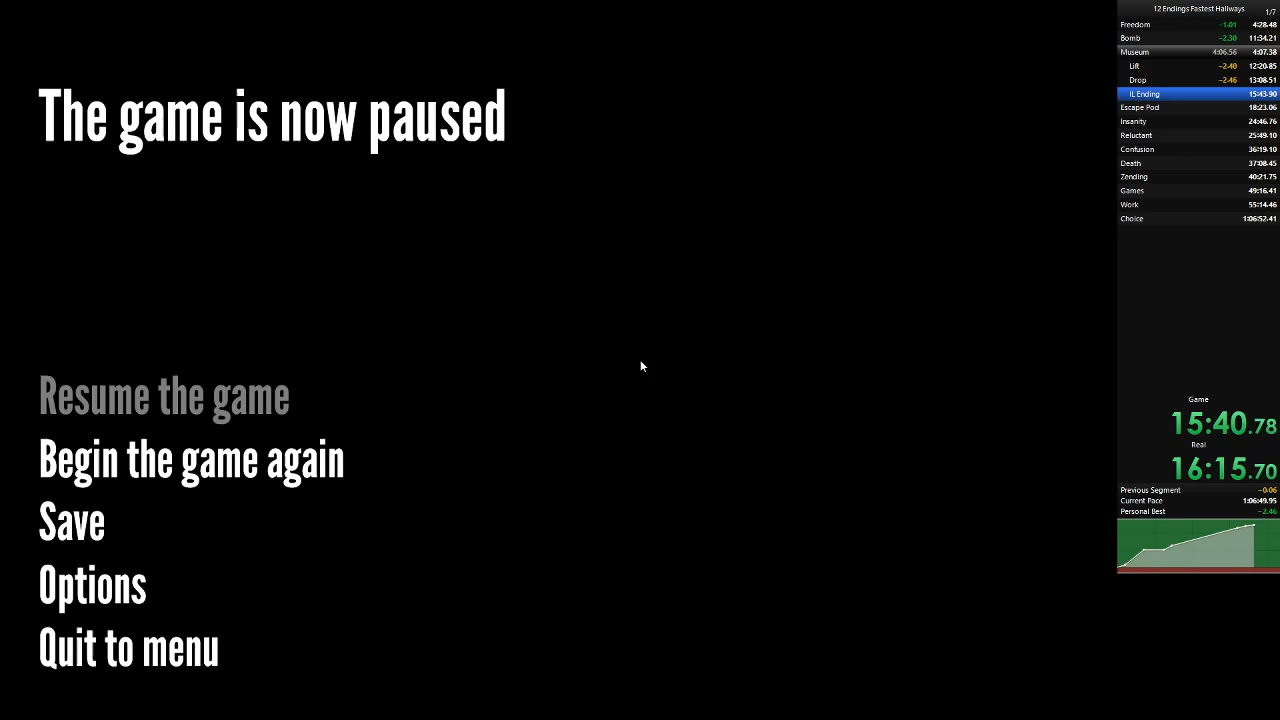 The game is now paused
Resume the game
Begin the game again
Save
Options
Quit to menu
12 Endings Fastest Hallways
1/7
Freedom -1.01 4:28.48
Bomb -2.30 11:34.21
Museum 4:06.56 4:07.38
Lift -2.40 12:20.85
Drop -2.46 13:08.51
IL Ending 15:43.90
Escape Pod 18:23.06
Insanity 24:46.76
Reluctant 25:49.10
Confusion 36:19.10
Death 37:08.45
Zending 40:21.75
Games 49:16.41
Work 55:14.46
Choice 1:06:52.41
Game
15:40.78
Real
16:15.70
Previous Segment -0.06
Current Pace 1:06:49.95
Personal Best -2.46